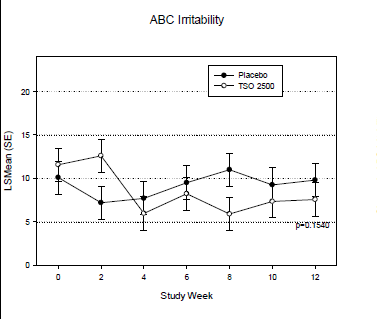 ABC Irritability
Placebo
TSO 2500
LSMean (SE)
20
15
10
5
0
p=0.1540
0 2 4 6 8 10 12
Study Week